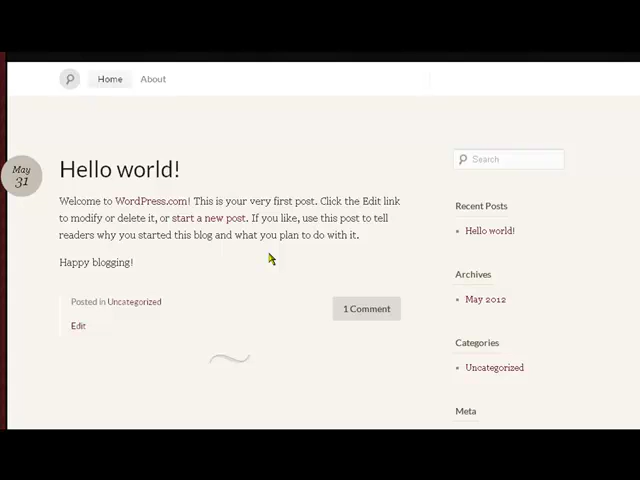 Home About
May
31
Hello world!
Welcome to WordPress.com! This is your very first post. Click the Edit link
to modify or delete it, or start a new post. If you like, use this post to tell
readers why you started this blog and what you plan to do with it.
Happy blogging!
Posted in Uncategorized
1 Comment
Edit
Search
Recent Posts
Hello world!
Archives
May 2012
Categories
Uncategorized
Meta